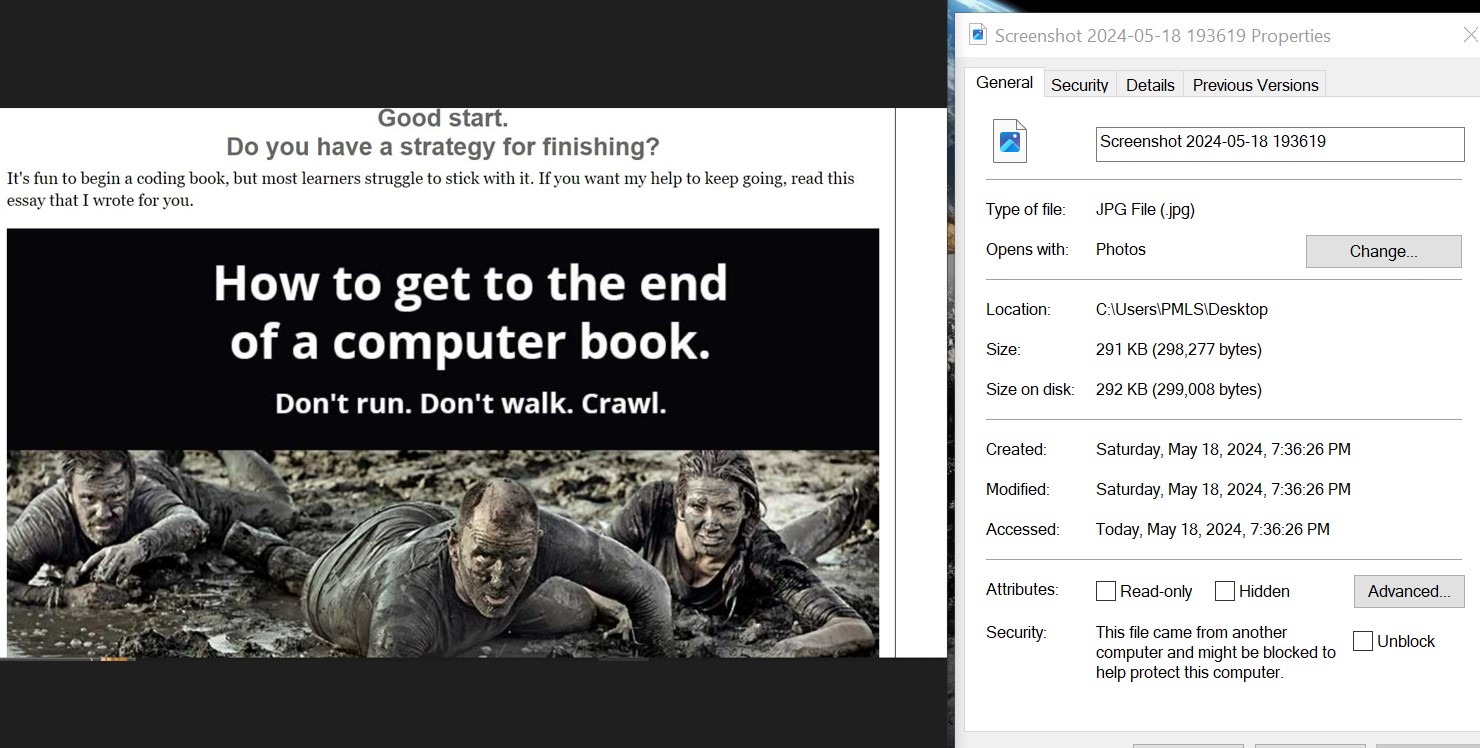 Good start.
Do you have a strategy for finishing?
It's fun to begin a coding book, but most learners struggle to stick with it. If you want my help to keep going, read this
essay that I wrote for you.
How to get to the end
of a computer book.
Don't run. Don't walk. Crawl.
Screenshot 2024-05-18 193619 Properties
General Security Details Previous Versions
Screenshot 2024-05-18 193619
Type of file: JPG File (.jpg)
Opens with: Photos Change...
Location: C:\Users\PMLS\Desktop
Size: 291 KB (298,277 bytes)
Size on disk: 292 KB (299,008 bytes)
Created: Saturday, May 18, 2024, 7:36:26 PM
Modified: Saturday, May 18, 2024, 7:36:26 PM
Accessed: Today, May 18, 2024, 7:36:26 PM
Attributes: Read-only Hidden Advanced...
Security: This file came from another
computer and might be blocked to
help protect this computer.
Unblock